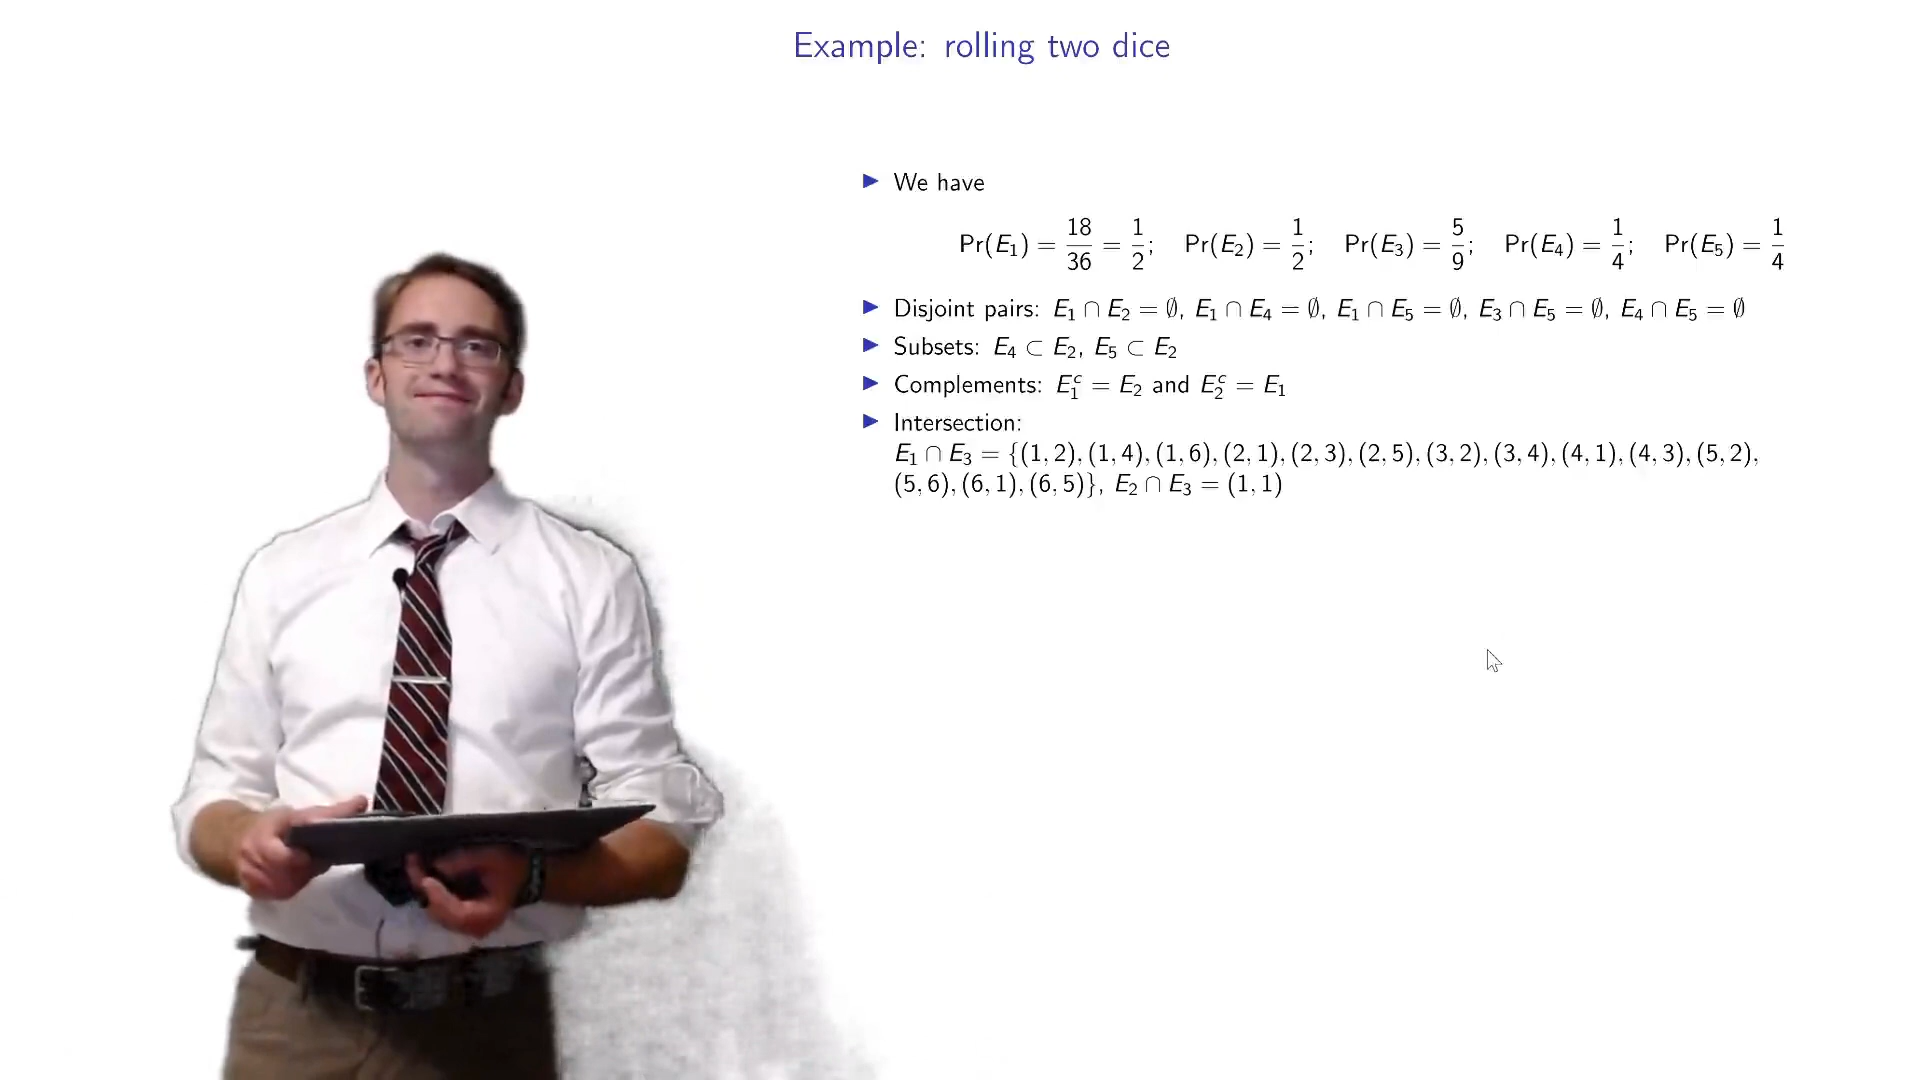 Example: rolling two dice
▶ We have
Pr(E₁) = 18/36 = 1/2; Pr(E₂) = 1/2; Pr(E₃) = 5/9; Pr(E₄) = 1/4; Pr(E₅) = 1/4
▶ Disjoint pairs: E₁ ∩ E₂ = ∅, E₁ ∩ E₄ = ∅, E₁ ∩ E₅ = ∅, E₃ ∩ E₅ = ∅, E₄ ∩ E₅ = ∅
▶ Subsets: E₄ ⊂ E₂, E₅ ⊂ E₂
▶ Complements: E₁ᶜ = E₂ and E₂ᶜ = E₁
▶ Intersection:
E₁ ∩ E₃ = {(1, 2), (1, 4), (1, 6), (2, 1), (2, 3), (2, 5), (3, 2), (3, 4), (4, 1), (4, 3), (5, 2),
(5, 6), (6, 1), (6, 5)}, E₂ ∩ E₃ = (1, 1)